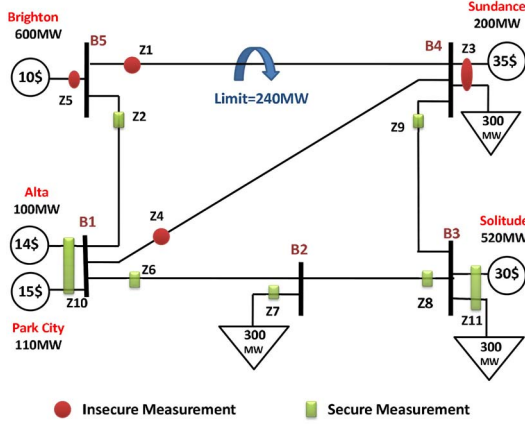 Brighton
600MW
B5
Z1
B4
Sundance
200MW
Z3
10$
Z5
35$
Limit=240MW
Z2
300
MW
Z9
Alta
100MW
B1
Z4
B3
Solitude
520MW
14$
B2
Z6
30$
15$
Z10
Z7
Z8
Z11
Park City
110MW
300
MW
300
MW
Insecure Measurement
Secure Measurement